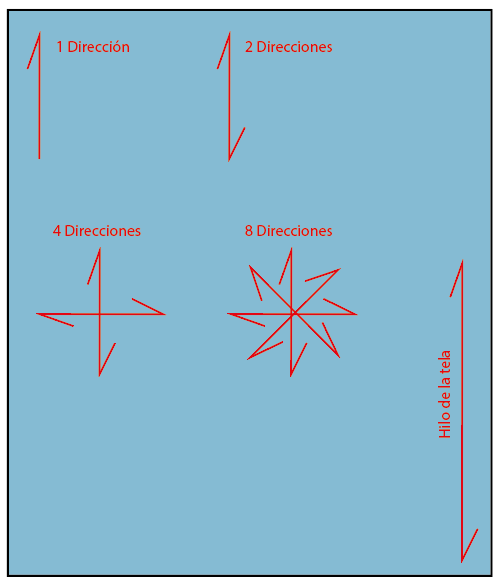 1 Dirección
2 Direcciones
4 Direcciones
8 Direcciones
Hilo de la tela